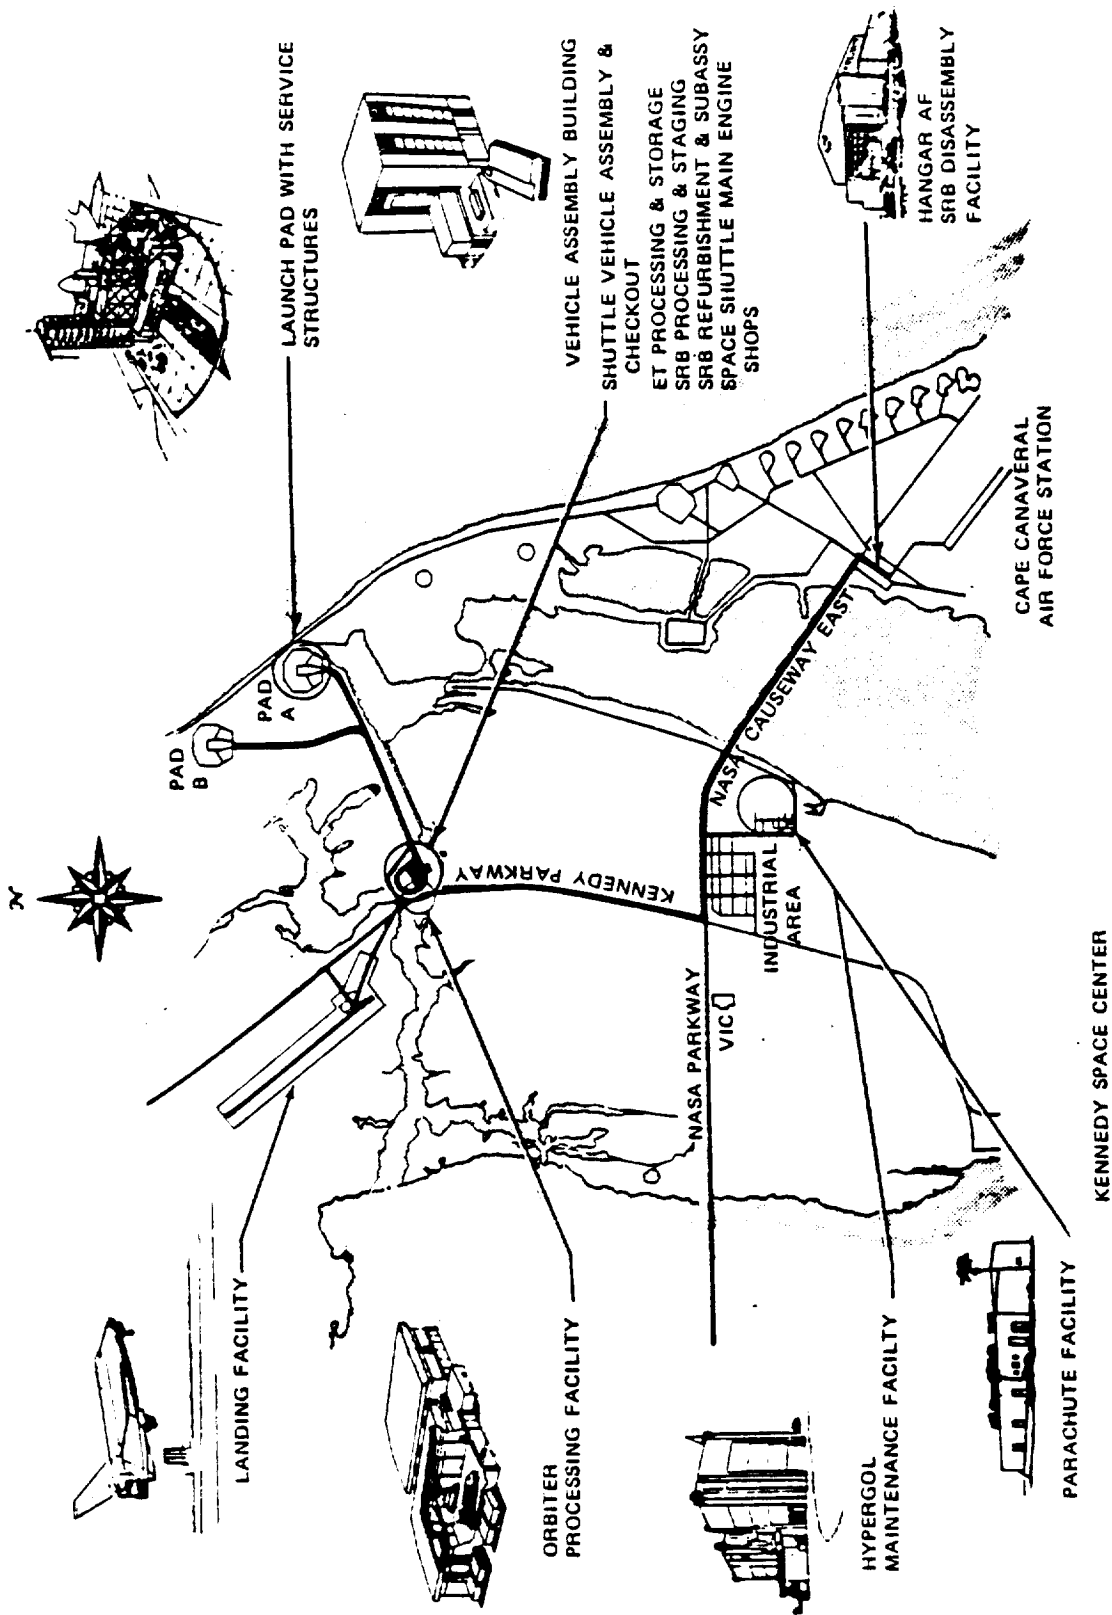 N
LAUNCH PAD WITH SERVICE
STRUCTURES
PAD
B
PAD
A
LANDING FACILITY
VEHICLE ASSEMBLY BUILDING
SHUTTLE VEHICLE ASSEMBLY &
CHECKOUT
ET PROCESSING & STORAGE
SRB PROCESSING & STAGING
SRB REFURBISHMENT & SUBASSY
SPACE SHUTTLE MAIN ENGINE
SHOPS
ORBITER
PROCESSING FACILITY
KENNEDY PARKWAY
NASA PARKWAY
VIC
NASA CAUSEWAY EAST
INDUSTRIAL
AREA
HANGAR AF
SRB DISASSEMBLY
FACILITY
HYPERGOL
MAINTENANCE FACILTY
CAPE CANAVERAL
AIR FORCE STATION
PARACHUTE FACILITY
KENNEDY SPACE CENTER